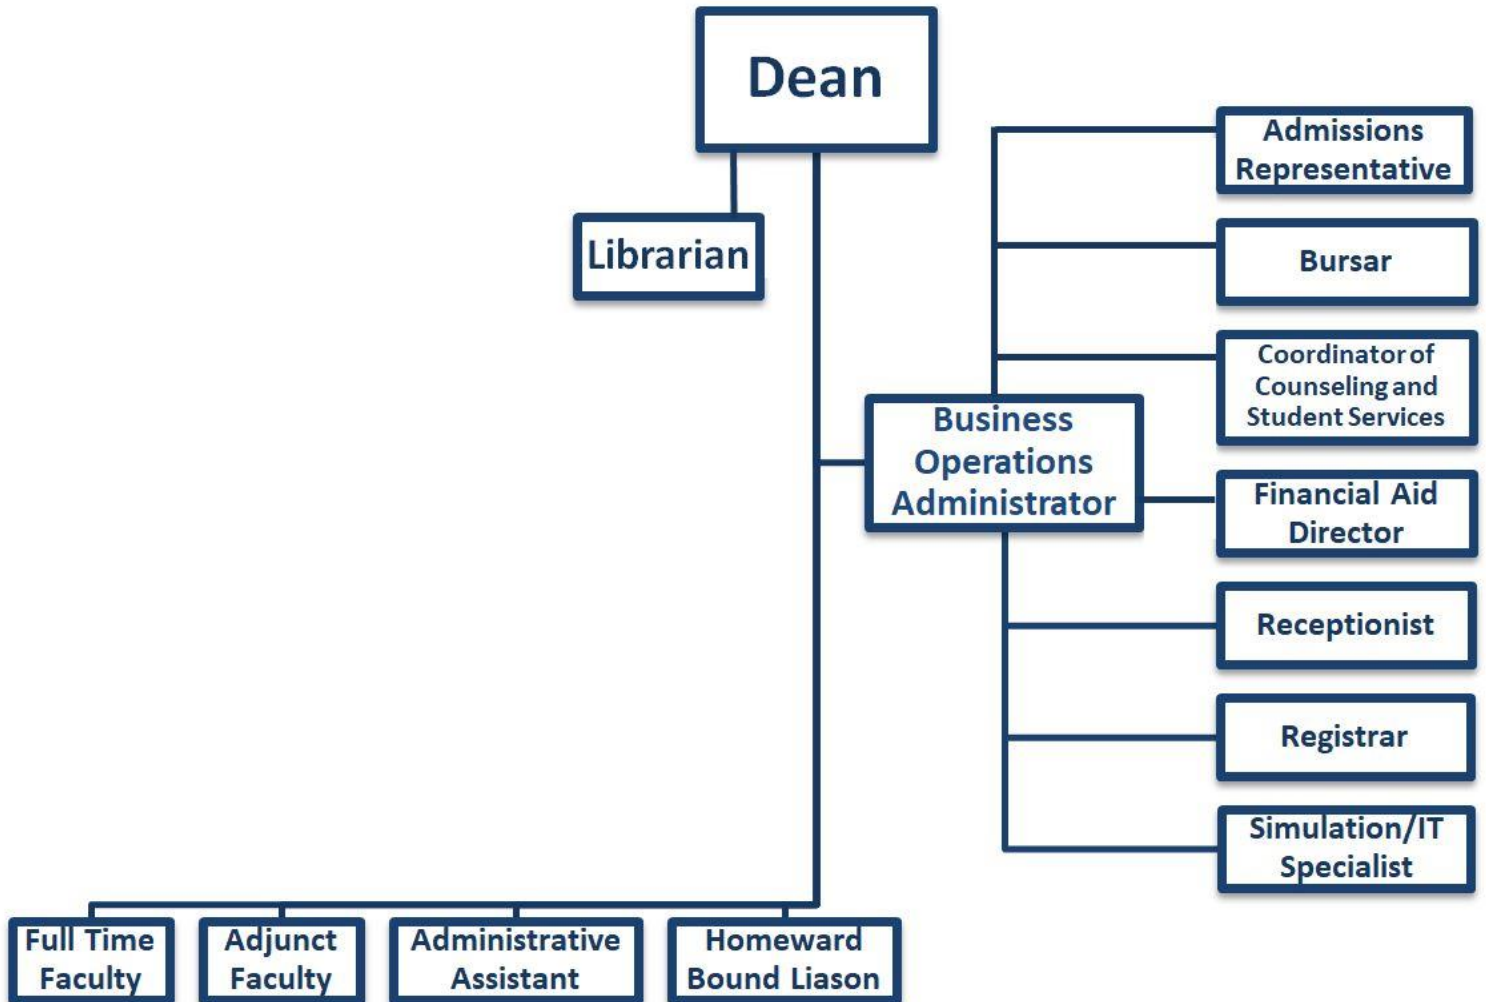 Dean
Librarian
Admissions
Representative
Bursar
Coordinator of
Counseling and
Student Services
Business
Operations
Administrator
Financial Aid
Director
Receptionist
Registrar
Simulation/IT
Specialist
Full Time
Faculty
Adjunct
Faculty
Administrative
Assistant
Homeward
Bound Liason